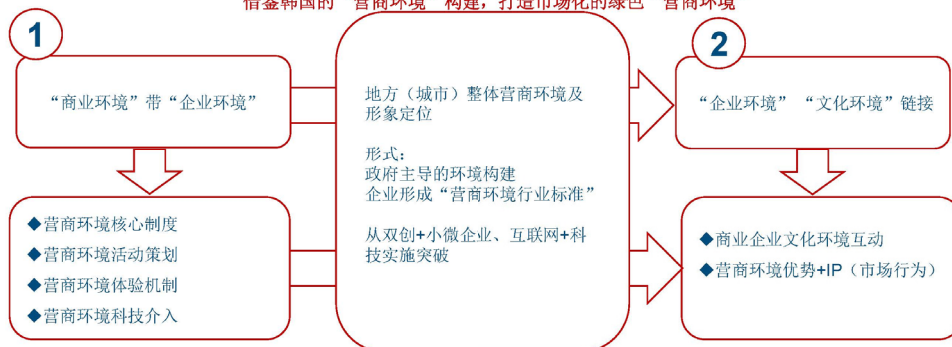 借鉴韩国的“营商环境”构建，打造市场化的绿色“营商环境”
1
“商业环境”带“企业环境”
◆营商环境核心制度
◆营商环境活动策划
◆营商环境体验机制
◆营商环境科技介入
地方（城市）整体营商环境及
形象定位
形式：
政府主导的环境构建
企业形成“营商环境行业标准”
从双创+小微企业、互联网+科
技实施突破
2
“企业环境” “文化环境”链接
◆商业企业文化环境互动
◆营商环境优势+IP（市场行为）